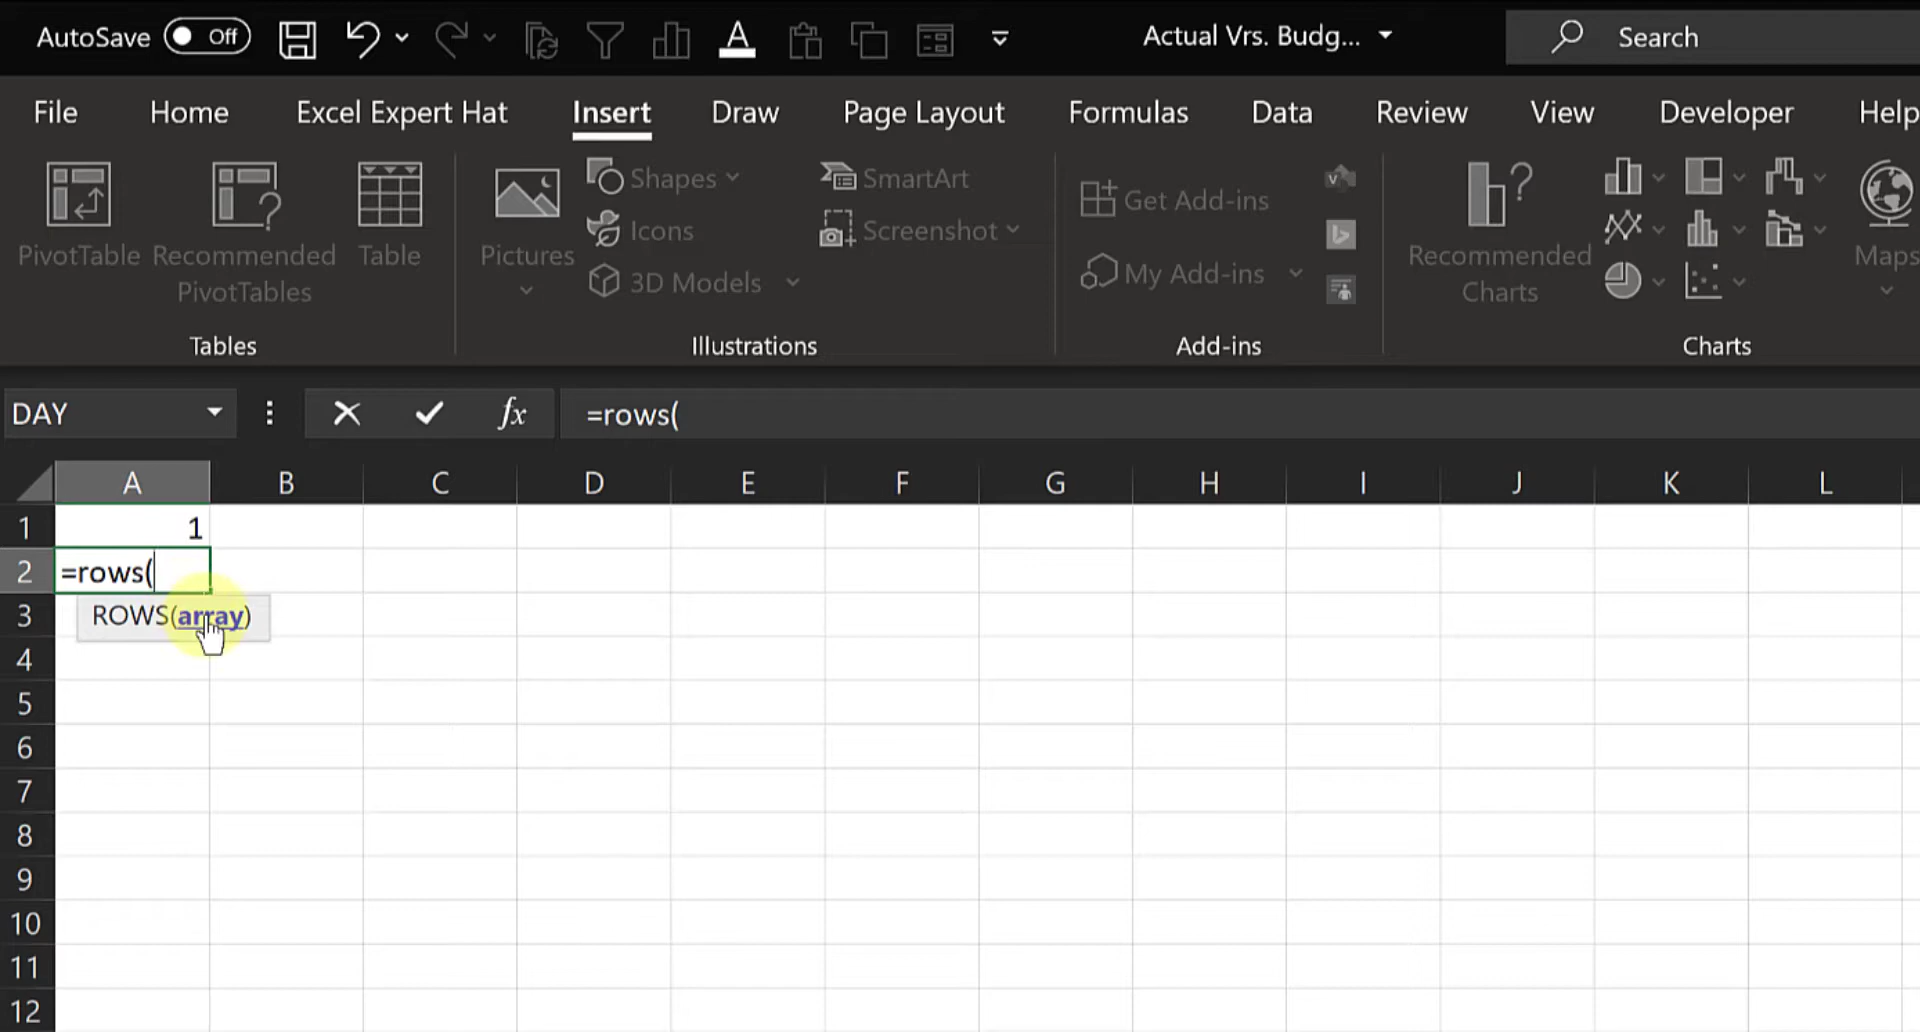 AutoSave Off Actual Vrs. Budg... Search
File Home Excel Expert Hat Insert Draw Page Layout Formulas Data Review View Developer Help
PivotTable
Recommended
PivotTables
Table
Tables
Pictures
Shapes
Icons
3D Models
SmartArt
Screenshot
Illustrations
Get Add-ins
My Add-ins
Add-ins
Recommended
Charts
Maps
Charts
DAY fx =rows(
A B C D E F G H I J K L
1 1
2 =rows(
3 ROWS(array)
4
5
6
7
8
9
10
11
12